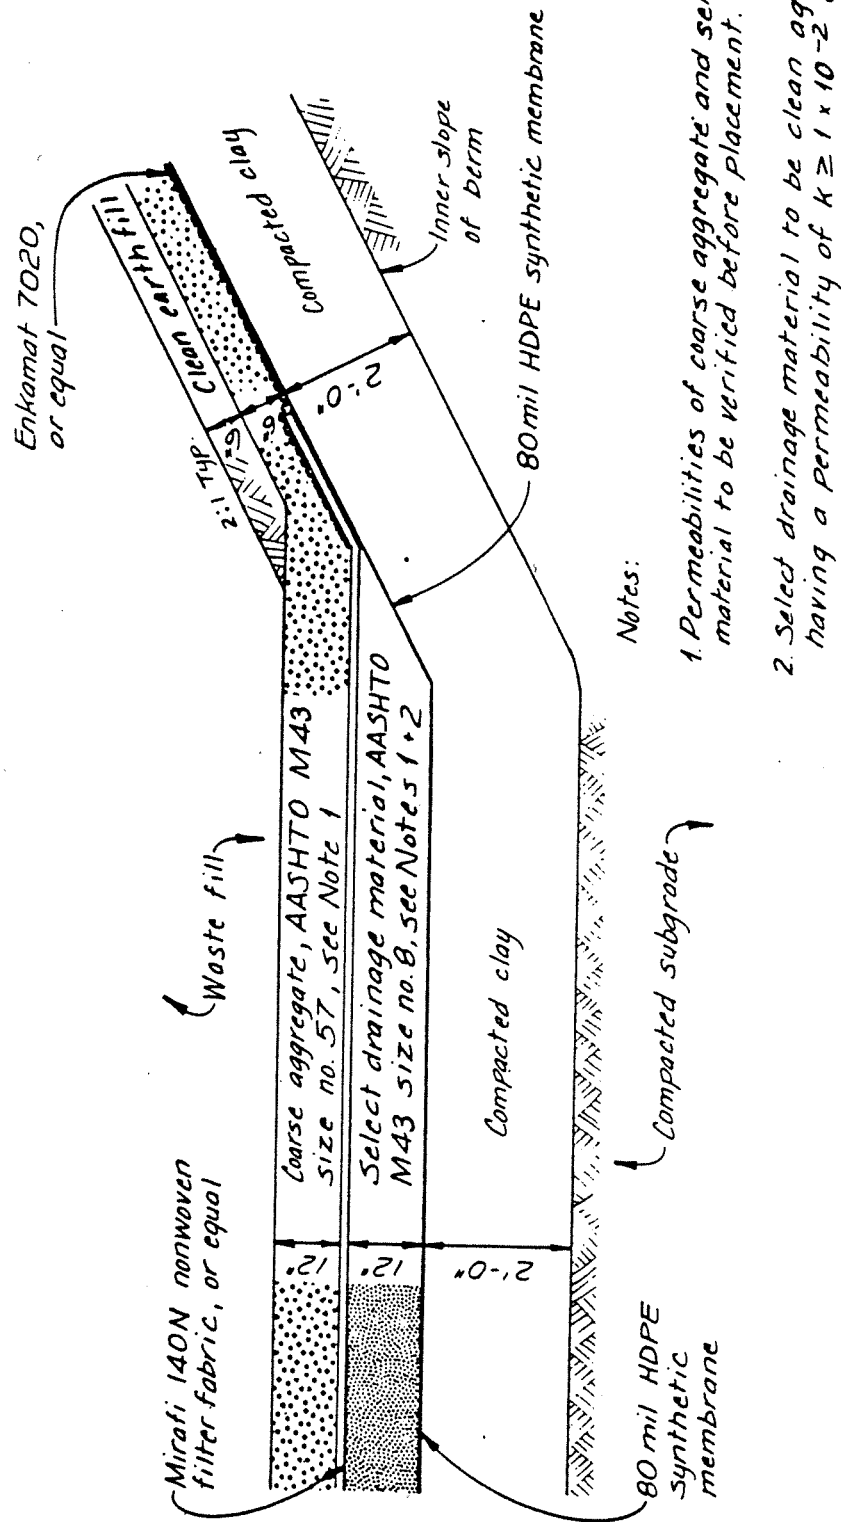 Enkamat 7020,
or equal
Clean earth fill
2:1 Typ.
6"
6"
Compacted clay
2'-0"
Inner slope
of berm
80 mil HDPE synthetic membrane
Waste fill
Mirafi 140N nonwoven
filter fabric, or equal
Coarse aggregate, AASHTO M43
size no. 57, see Note 1
12"
Select drainage material, AASHTO
M43 size no. 8, see Notes 1+2
12"
Compacted clay
2'-0"
80 mil HDPE
synthetic
membrane
Compacted subgrade
Notes:
1. Permeabilities of coarse aggregate and se
material to be verified before placement.
2. Select drainage material to be clean ag
having a permeability of k ≥ 1 x 10-2